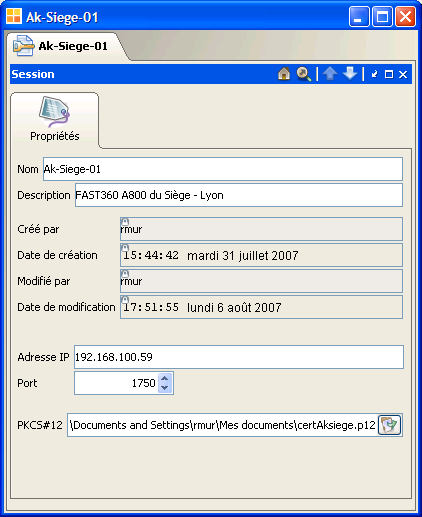 Ak-Siege-01
Ak-Siege-01
Session
Propriétés
Nom Ak-Siege-01
Description FAST360 A800 du Siège - Lyon
Créé par rmur
Date de création 15:44:42 mardi 31 juillet 2007
Modifié par rmur
Date de modification 17:51:55 lundi 6 août 2007
Adresse IP 192.168.100.59
Port 1750
PKCS#12 \Documents and Settings\rmur\Mes documents\certAksiege.p12